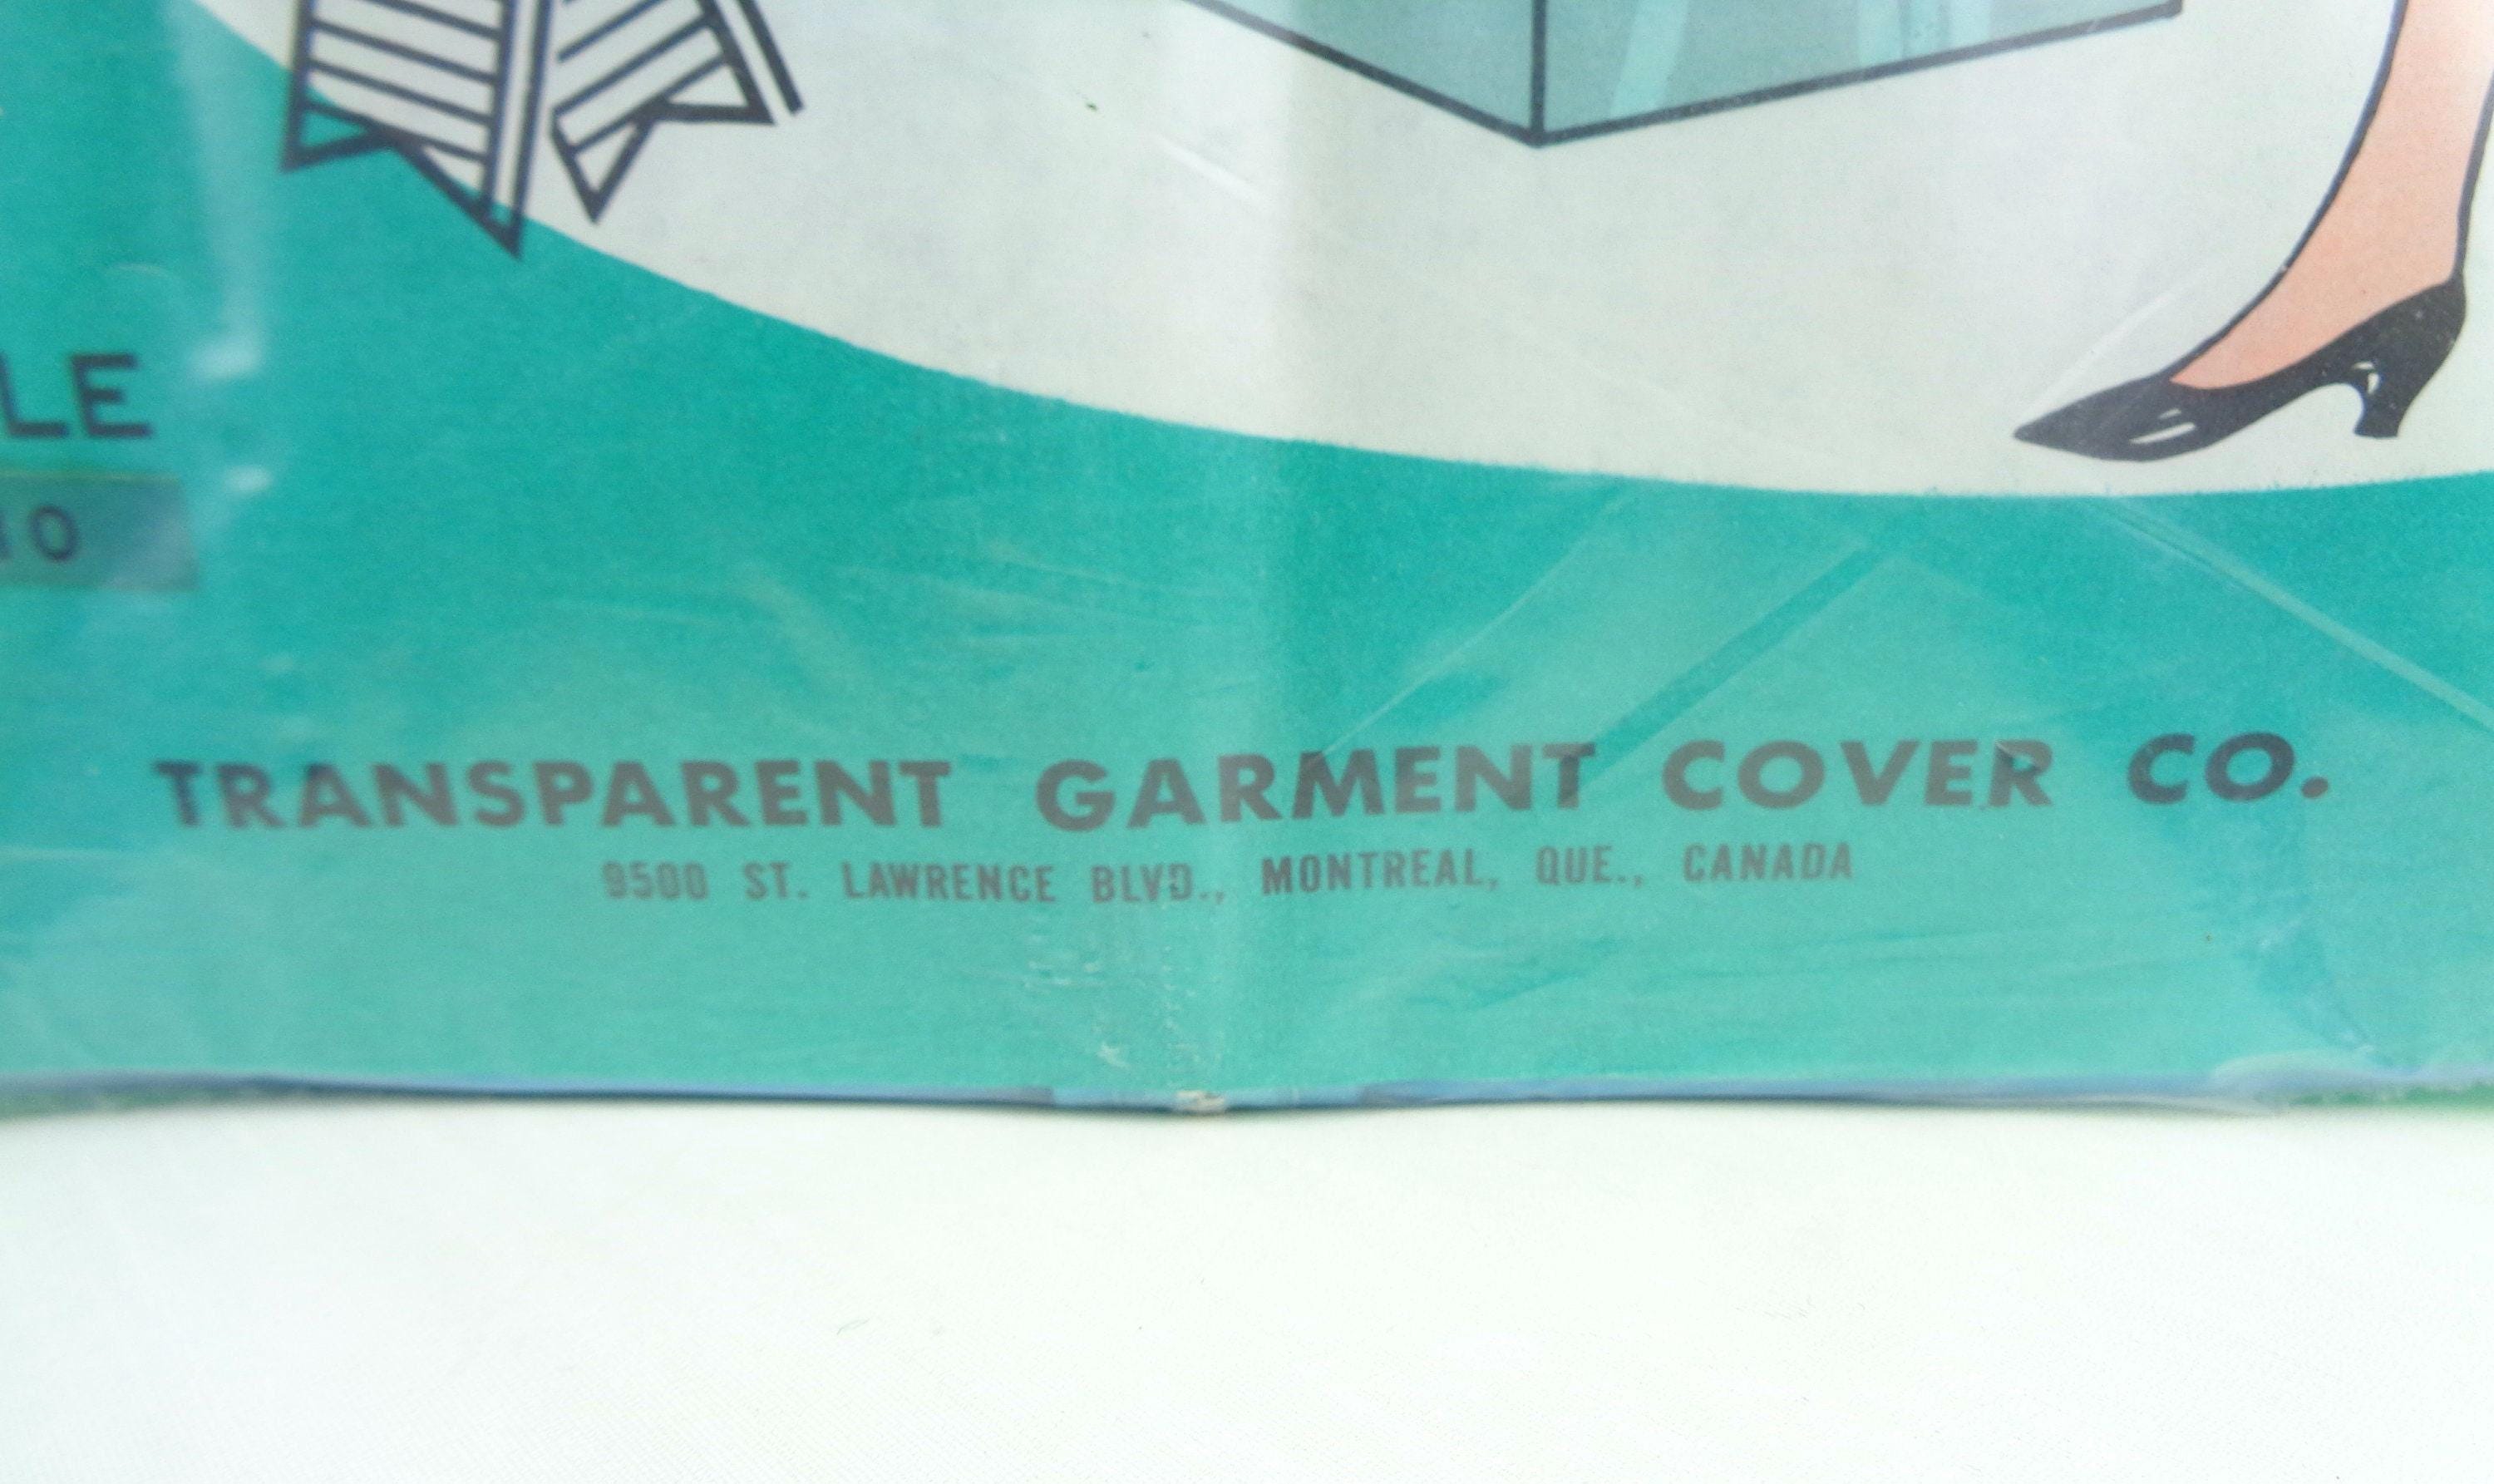 TRANSPARENT GARMENT COVER CO.
9500 ST. LAWRENCE BLVD., MONTREAL, QUE., CANADA